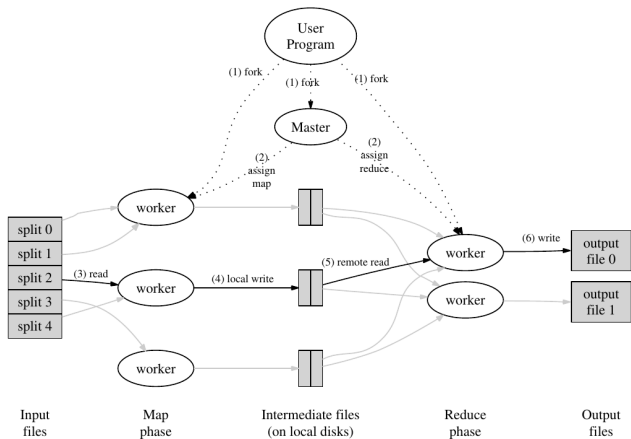 User
Program
(1) fork
(1) fork
(1) fork
Master
(2)
assign
map
(2)
assign
reduce
worker
split 0
split 1
split 2
split 3
split 4
(3) read
worker
(4) local write
(5) remote read
worker
(6) write
output
file 0
worker
output
file 1
worker
Input
files
Map
phase
Intermediate files
(on local disks)
Reduce
phase
Output
files